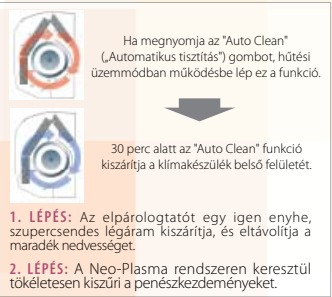 Ha megnyomja az "Auto Clean"
(„Automatikus tisztítás") gombot, hűtési
üzemmódban működésbe lép ez a funkció.
30 perc alatt az "Auto Clean" funkció
kiszárítja a klímakészülék belső felületét.
1. LÉPÉS: Az elpárologtatót egy igen enyhe,
szupercsendes légáram kiszárítja, és eltávolítja a
maradék nedvességet.
2. LÉPÉS: A Neo-Plasma rendszeren keresztül
tökéletesen kiszűri a penészkezdeményeket.